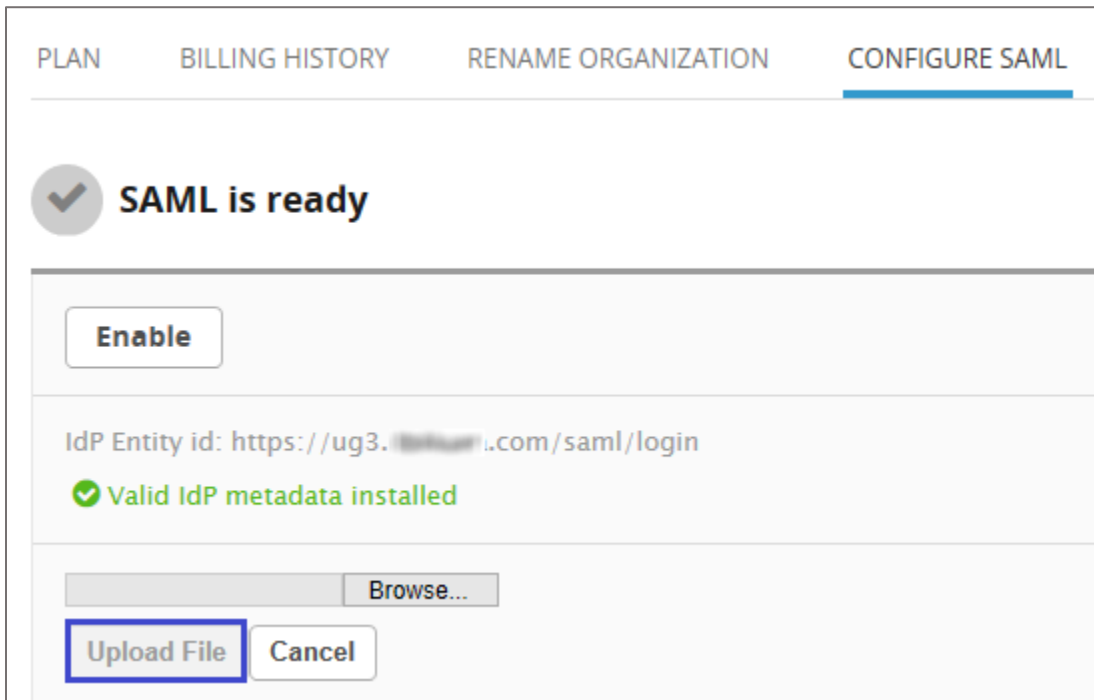 PLAN BILLING HISTORY RENAME ORGANIZATION CONFIGURE SAML
SAML is ready
Enable
IdP Entity id: https://ug3. .com/saml/login
Valid IdP metadata installed
Browse...
Upload File Cancel